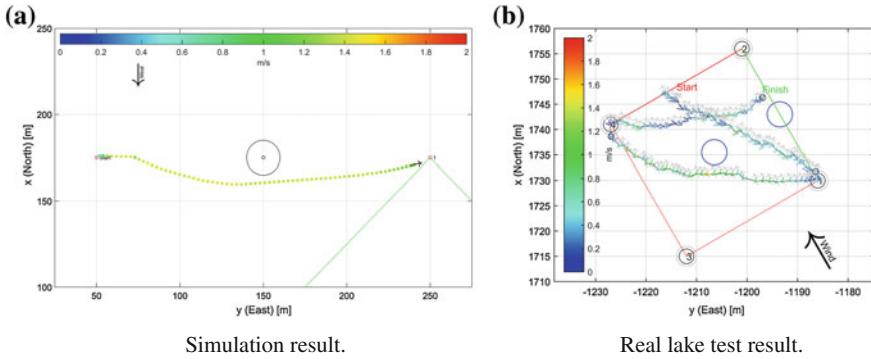 (a)
250
0 0.2 0.4 0.6 0.8 1 1.2 1.4 1.6 1.8 2
m/s
Wind
200
x (North) [m]
150
100
50 100 150 200 250
y (East) [m]
Simulation result.
(b)
1760
1755
1750
1745
1740
1735
1730
1725
1720
1715
1710
x (North) [m]
2
1.8
1.6
1.4
1.2
1
0.8
0.6
0.4
0.2
0
m/s
2
Start
Finish
3
Wind
-1230 -1220 -1210 -1200 -1190 -1180
y (East) [m]
Real lake test result.